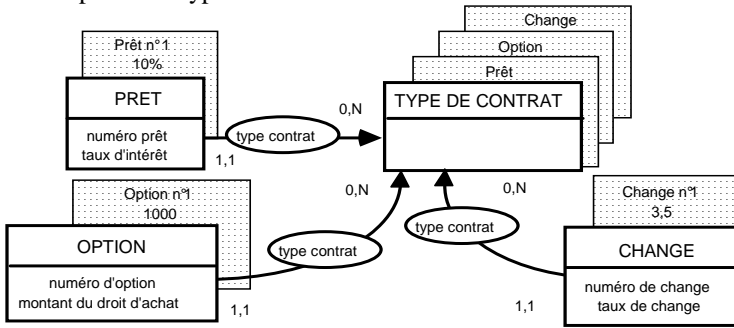 Change
Option
Prêt
Prêt n°1
10%
PRET
numéro prêt
taux d'intérêt
type contrat
0,N
1,1
TYPE DE CONTRAT
Option n°1
1000
OPTION
numéro d'option
montant du droit d'achat
type contrat
0,N
1,1
0,N
type contrat
1,1
Change n°1
3,5
CHANGE
numéro de change
taux de change